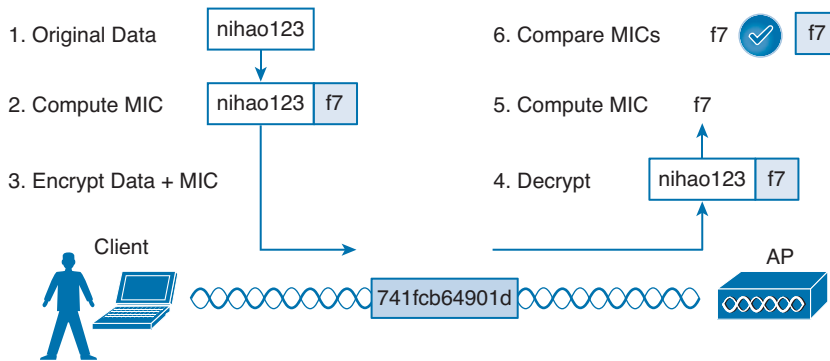 1. Original Data
nihao123
2. Compute MIC
nihao123 f7
3. Encrypt Data + MIC
6. Compare MICs f7 f7
5. Compute MIC f7
4. Decrypt nihao123 f7
Client
741fcb64901d
AP